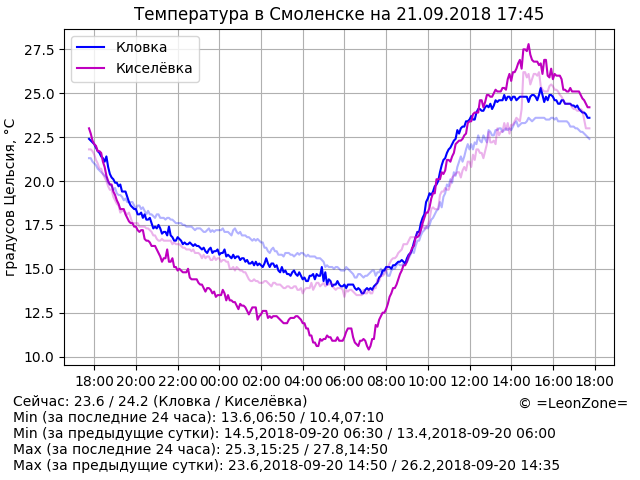 Температура в Смоленске на 21.09.2018 17:45
Кловка
Киселёвка
градусов Цельсия, °C
27.5
25.0
22.5
20.0
17.5
15.0
12.5
10.0
18:00 20:00 22:00 00:00 02:00 04:00 06:00 08:00 10:00 12:00 14:00 16:00 18:00
Сейчас: 23.6 / 24.2 (Кловка / Киселёвка)
© =LeonZone=
Min (за последние 24 часа): 13.6,06:50 / 10.4,07:10
Min (за предыдущие сутки): 14.5,2018-09-20 06:30 / 13.4,2018-09-20 06:00
Max (за последние 24 часа): 25.3,15:25 / 27.8,14:50
Max (за предыдущие сутки): 23.6,2018-09-20 14:50 / 26.2,2018-09-20 14:35